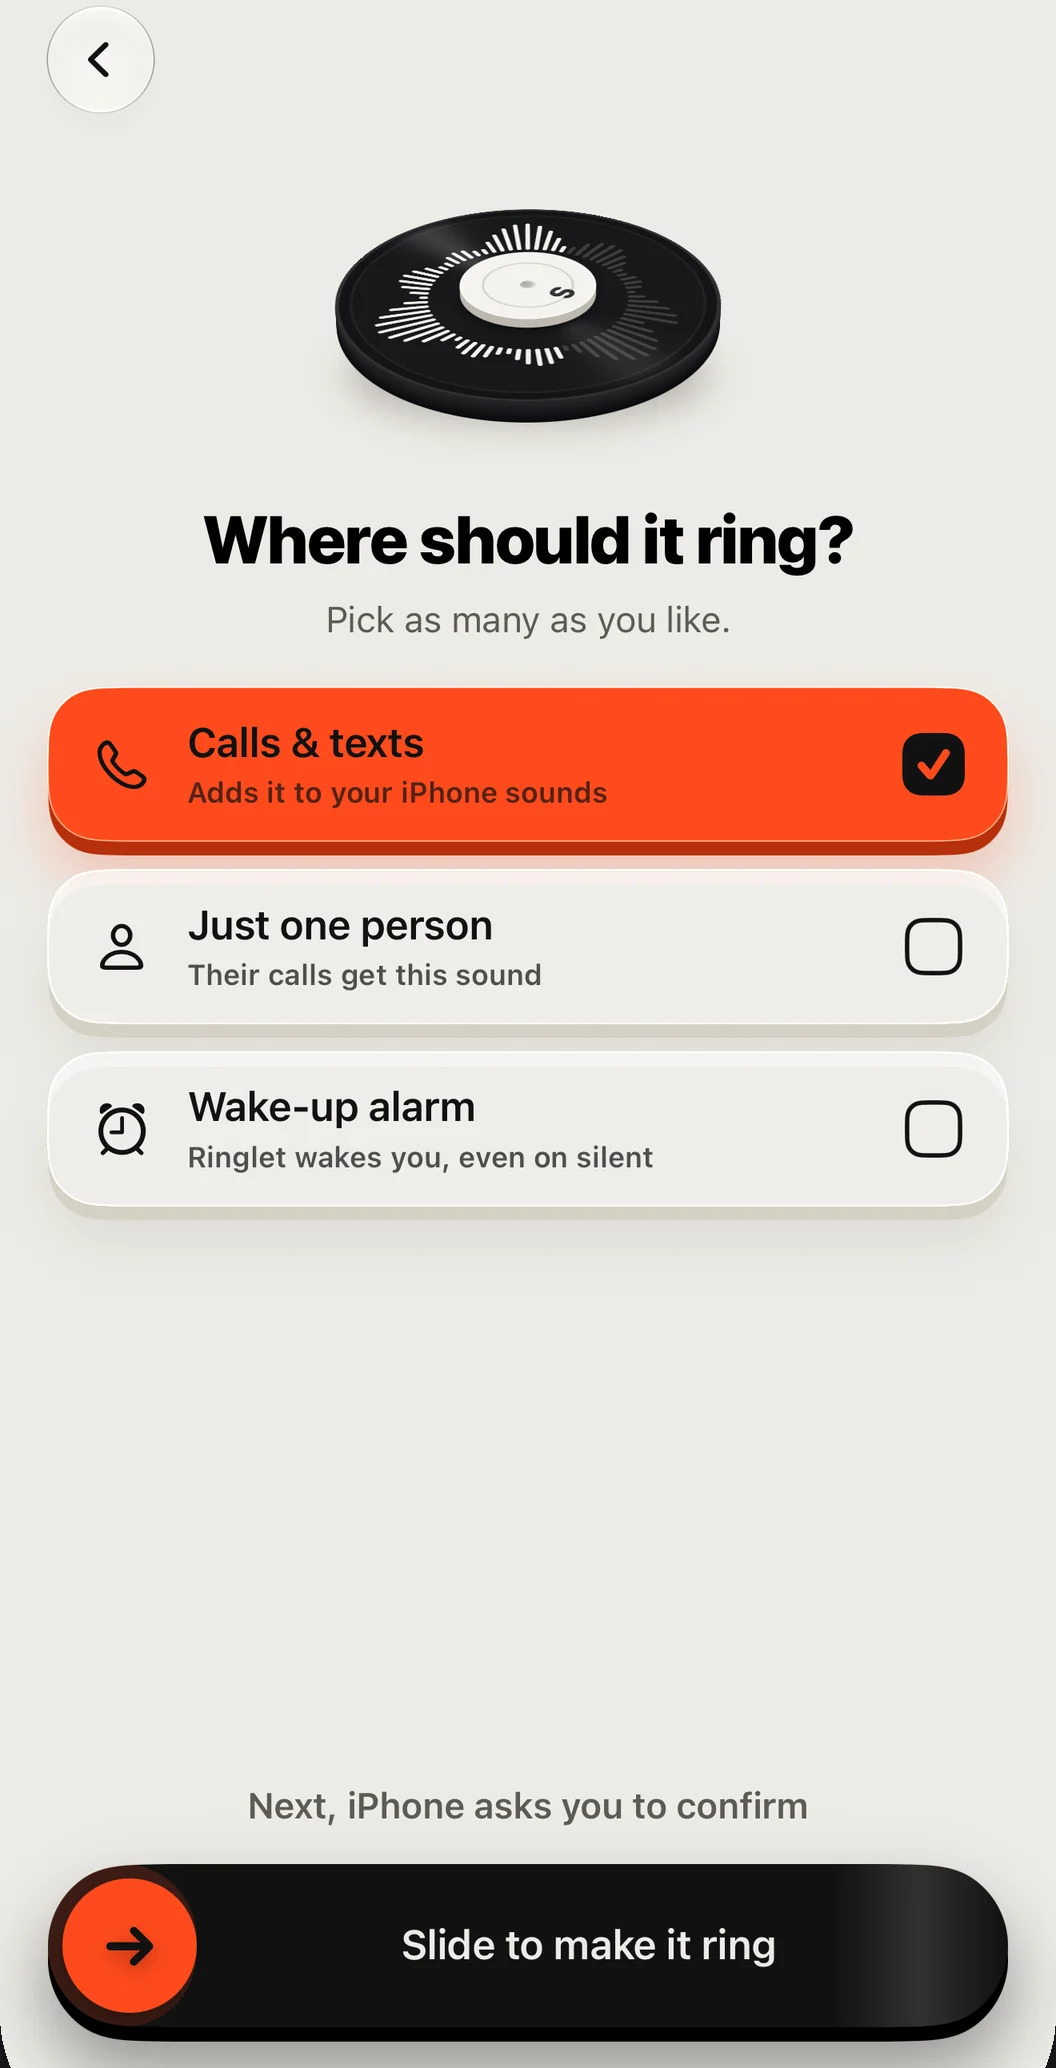 S
Where should it ring?
Pick as many as you like.
Calls & texts
Adds it to your iPhone sounds
Just one person
Their calls get this sound
Wake-up alarm
Ringlet wakes you, even on silent
Next, iPhone asks you to confirm
Slide to make it ring